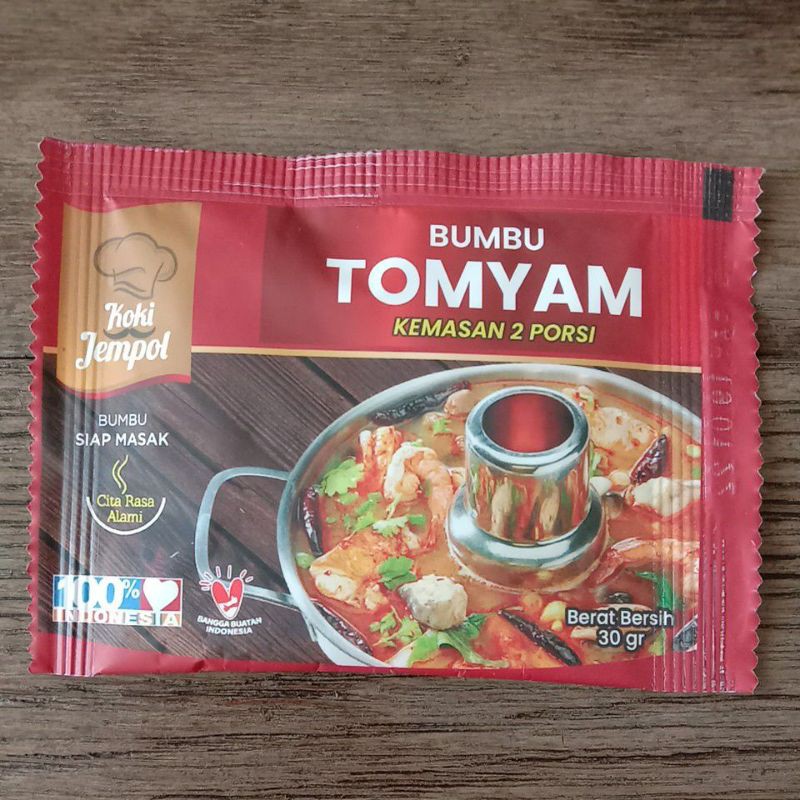 BUMBU
TOMYAM
KEMASAN 2 PORSI
Koki
Jempol
BUMBU
SIAP MASAK
Cita Rasa
Alami
100% 
INDONESIA
BANGGA BUATAN
INDONESIA
Berat Bersih
30 gr